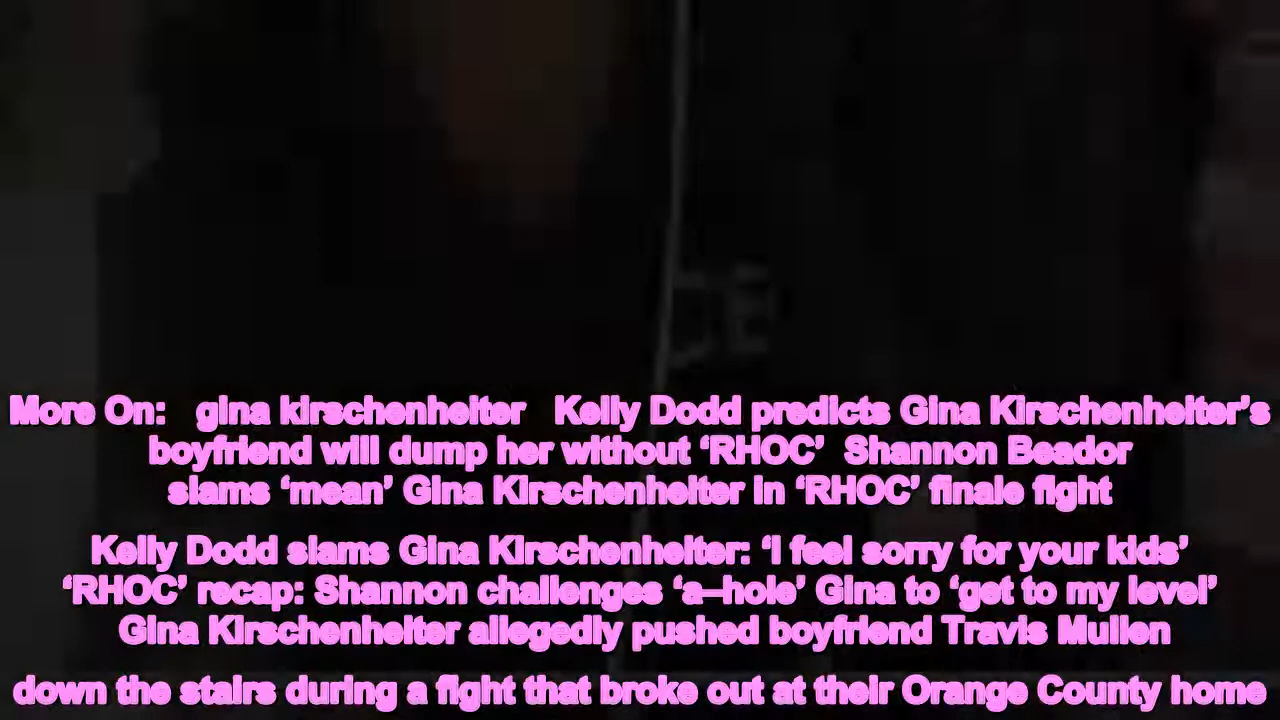 More On: gina kirschenheiter Kelly Dodd predicts Gina Kirschenheiter’s
boyfriend will dump her without ‘RHOC’ Shannon Beador
slams ‘mean’ Gina Kirschenheiter in ‘RHOC’ finale fight
Kelly Dodd slams Gina Kirschenheiter: ‘I feel sorry for your kids’
‘RHOC’ recap: Shannon challenges ‘a–hole’ Gina to ‘get to my level’
Gina Kirschenheiter allegedly pushed boyfriend Travis Mullen
down the stairs during a fight that broke out at their Orange County home